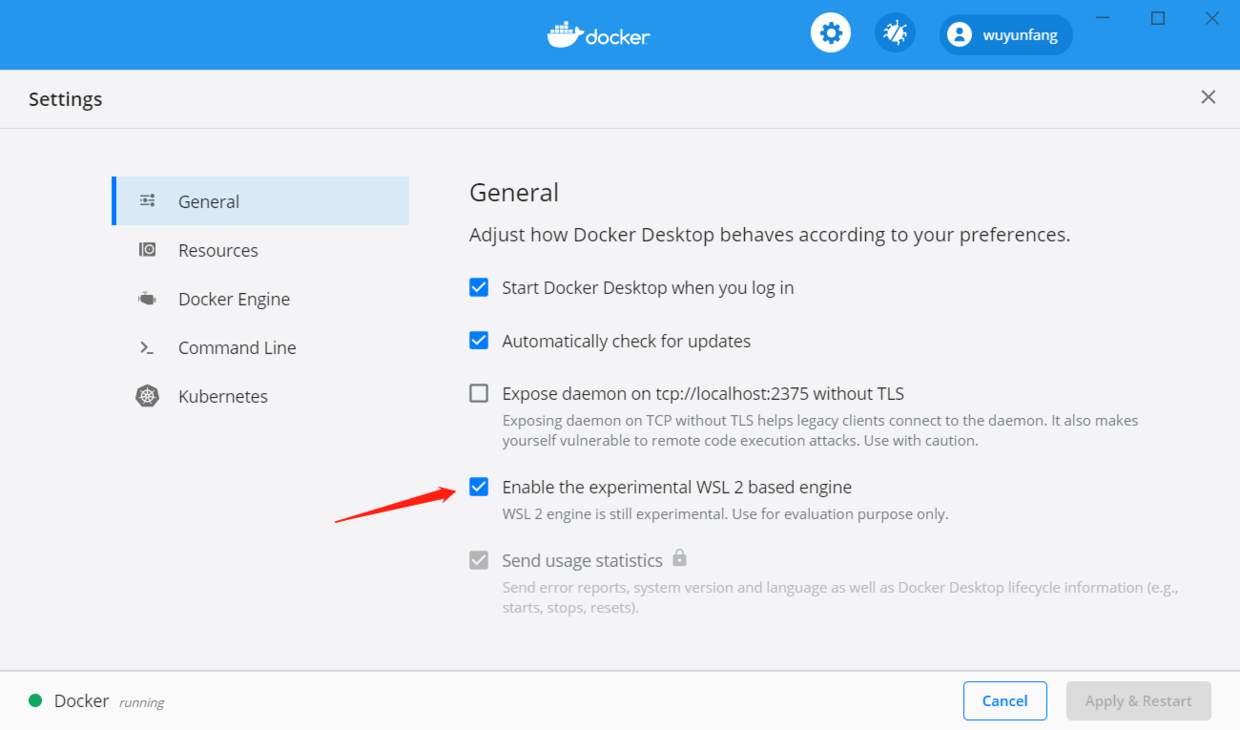 docker
wuyunfang
Settings
General
Resources
Docker Engine
Command Line
Kubernetes
General
Adjust how Docker Desktop behaves according to your preferences.
Start Docker Desktop when you log in
Automatically check for updates
Expose daemon on tcp://localhost:2375 without TLS
Exposing daemon on TCP without TLS helps legacy clients connect to the daemon. It also makes
yourself vulnerable to remote code execution attacks. Use with caution.
Enable the experimental WSL 2 based engine
WSL 2 engine is still experimental. Use for evaluation purpose only.
Send usage statistics
Send error reports, system version and language as well as Docker Desktop lifecycle information (e.g.,
starts, stops, resets).
Docker running
Cancel
Apply & Restart